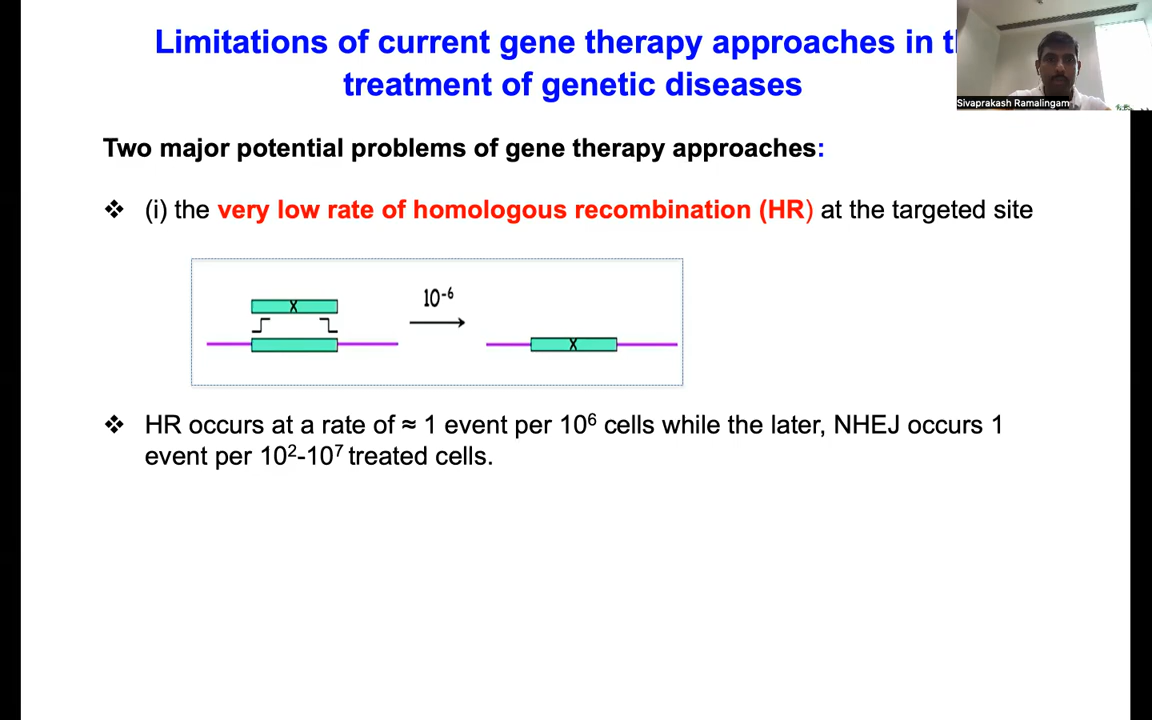 Limitations of current gene therapy approaches in t
treatment of genetic diseases
Sivaprakash Ramalingam
Two major potential problems of gene therapy approaches:
❖ (i) the very low rate of homologous recombination (HR) at the targeted site
X
10⁻⁶
X
❖ HR occurs at a rate of ≈ 1 event per 10⁶ cells while the later, NHEJ occurs 1
event per 10²-10⁷ treated cells.